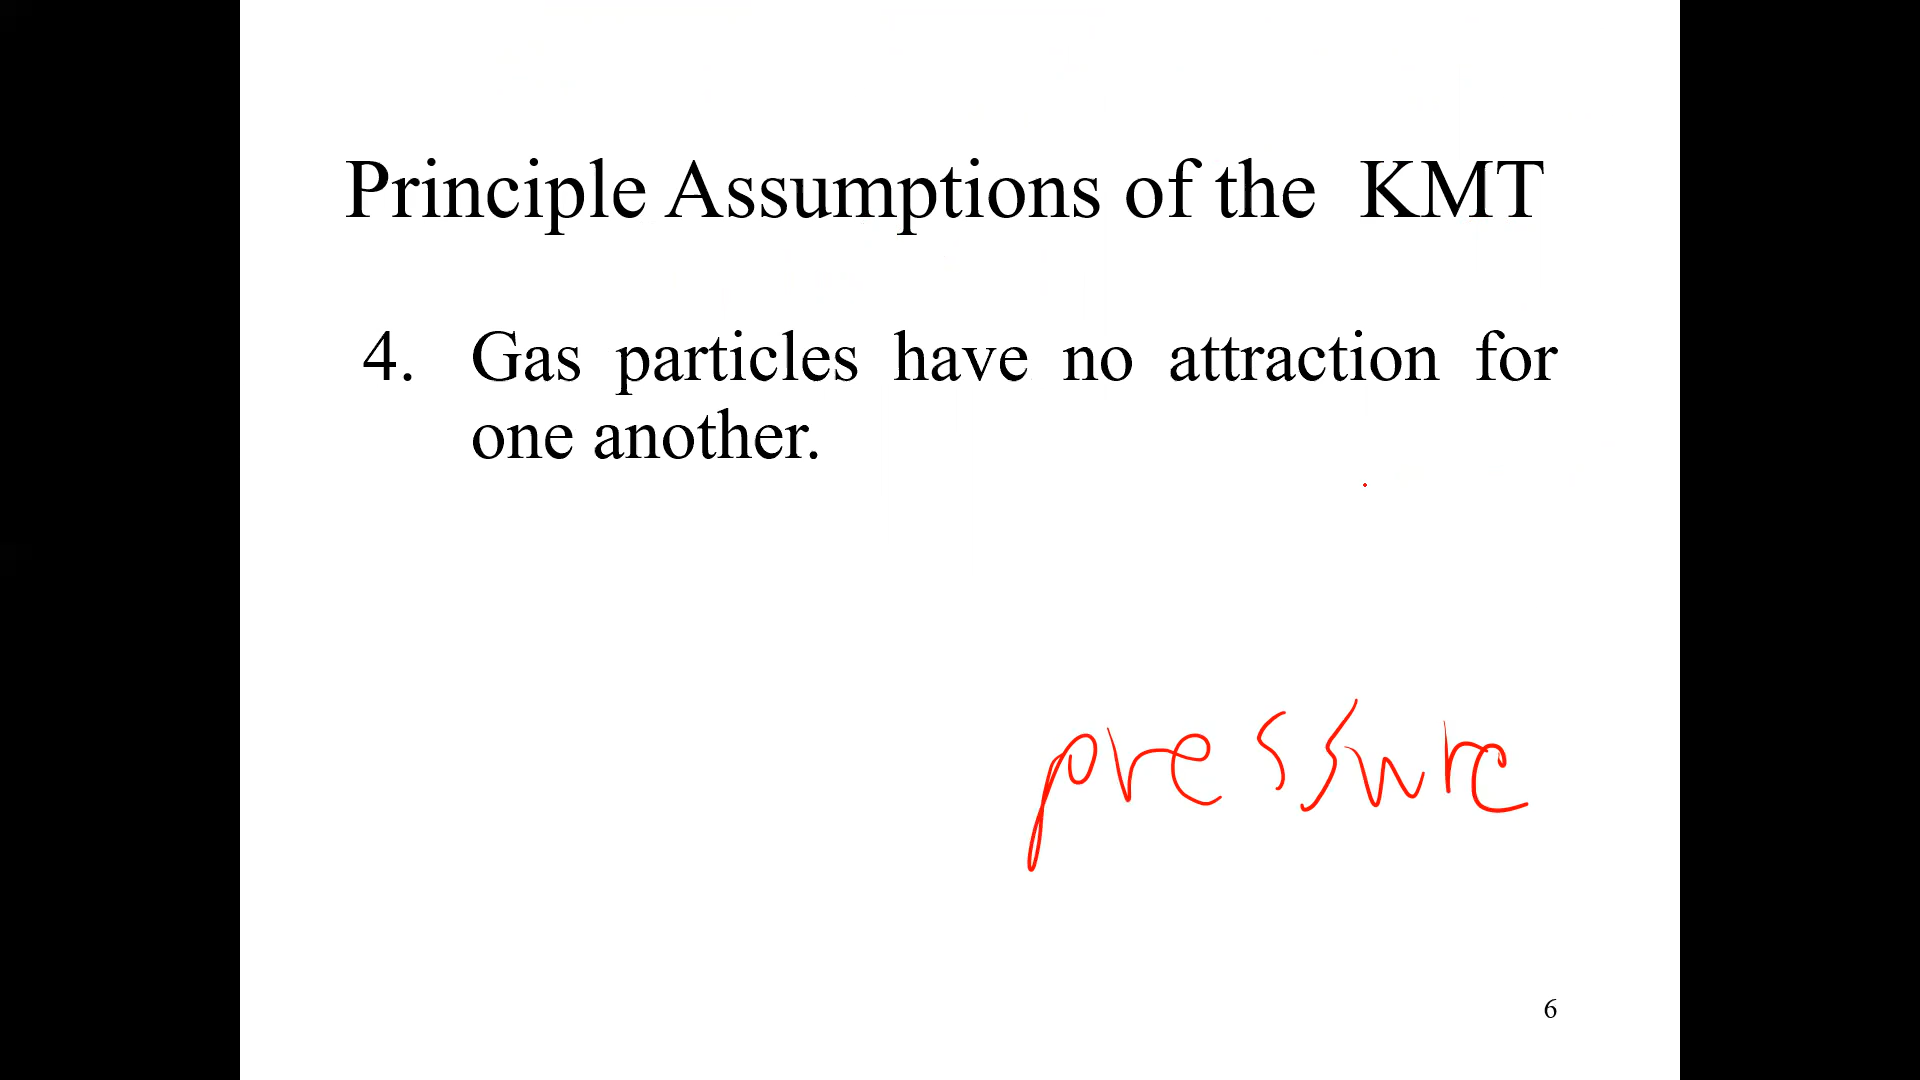 Principle Assumptions of the KMT
4. Gas particles have no attraction for
one another.
pressure
6